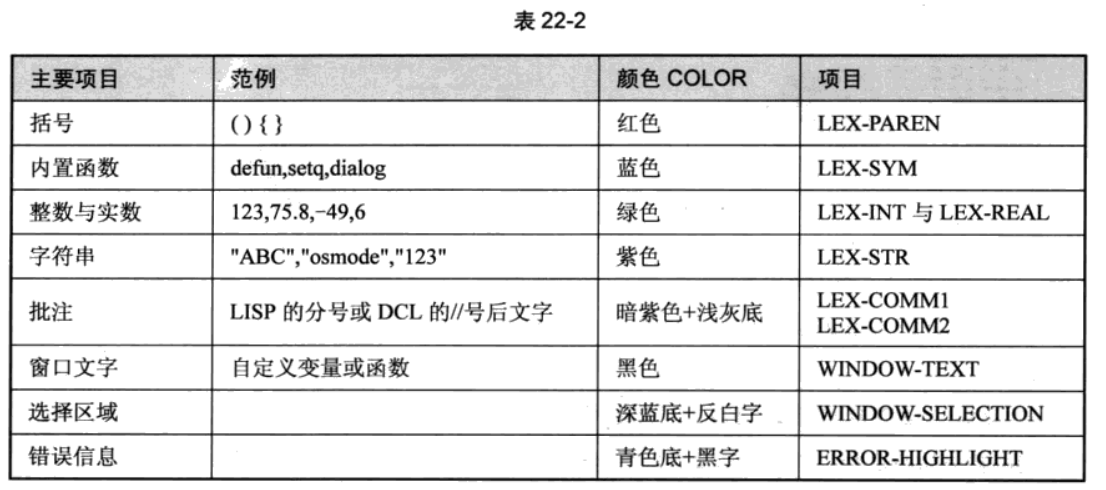 表 22-2
主要项目 范例 颜色 COLOR 项目
括号 ( ) { } 红色 LEX-PAREN
内置函数 defun,setq,dialog 蓝色 LEX-SYM
整数与实数 123,75.8,−49,6 绿色 LEX-INT 与 LEX-REAL
字符串 "ABC","osmode","123" 紫色 LEX-STR
批注 LISP 的分号或 DCL 的//号后文字 暗紫色+浅灰底 LEX-COMM1
LEX-COMM2
窗口文字 自定义变量或函数 黑色 WINDOW-TEXT
选择区域 深蓝底+反白字 WINDOW-SELECTION
错误信息 青色底+黑字 ERROR-HIGHLIGHT